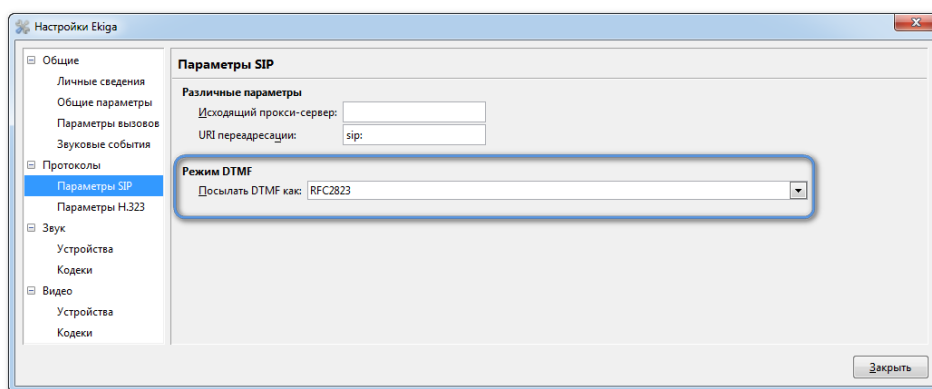 Настройки Ekiga
Общие
Личные сведения
Общие параметры
Параметры вызовов
Звуковые события
Протоколы
Параметры SIP
Параметры H.323
Звук
Устройства
Кодеки
Видео
Устройства
Кодеки
Параметры SIP
Различные параметры
Исходящий прокси-сервер:
URI переадресации: sip:
Режим DTMF
Посылать DTMF как: RFC2823
Закрыть